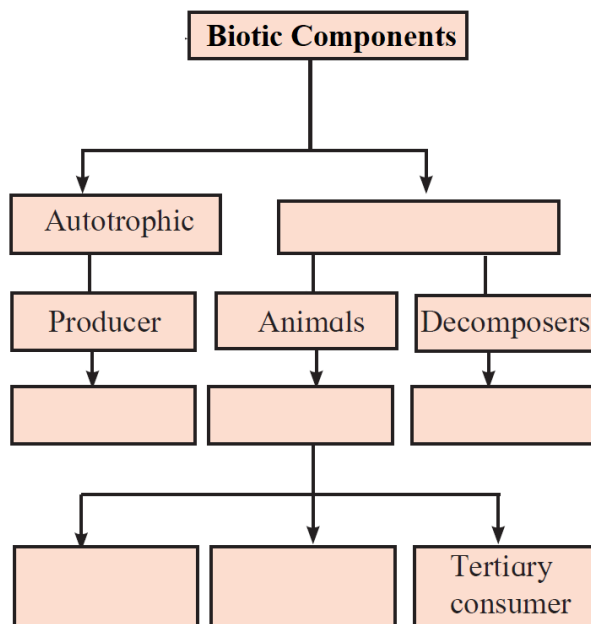 Biotic Components
Autotrophic
Producer
Animals
Decomposers
Tertiary
consumer